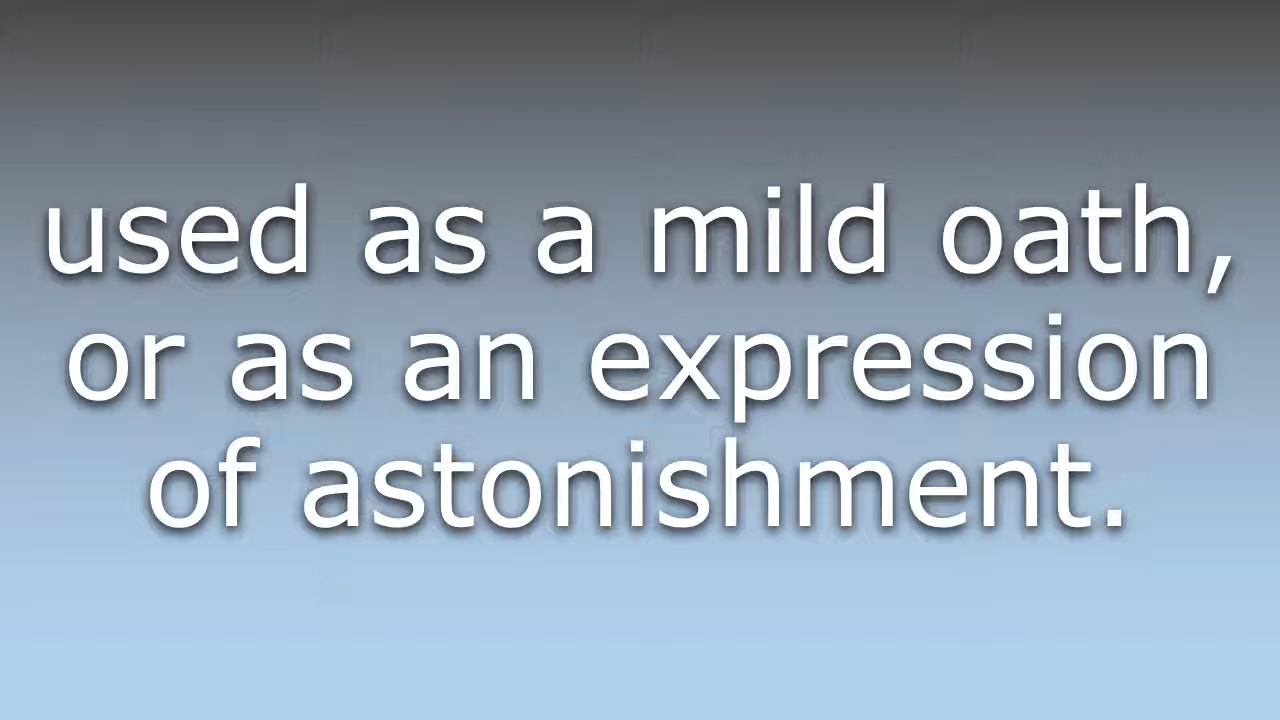 used as a mild oath,
or as an expression
of astonishment.